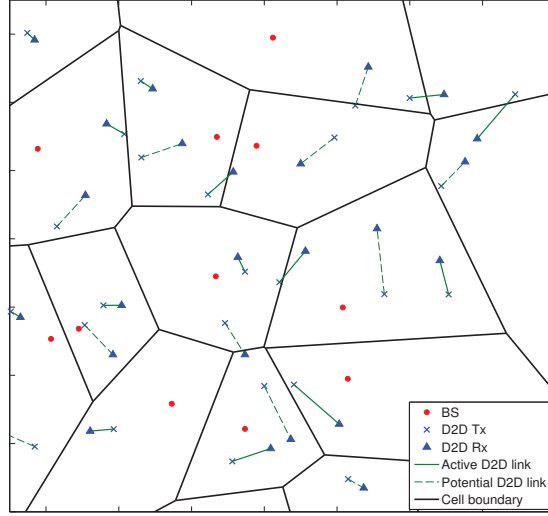 BS
D2D Tx
D2D Rx
Active D2D link
Potential D2D link
Cell boundary